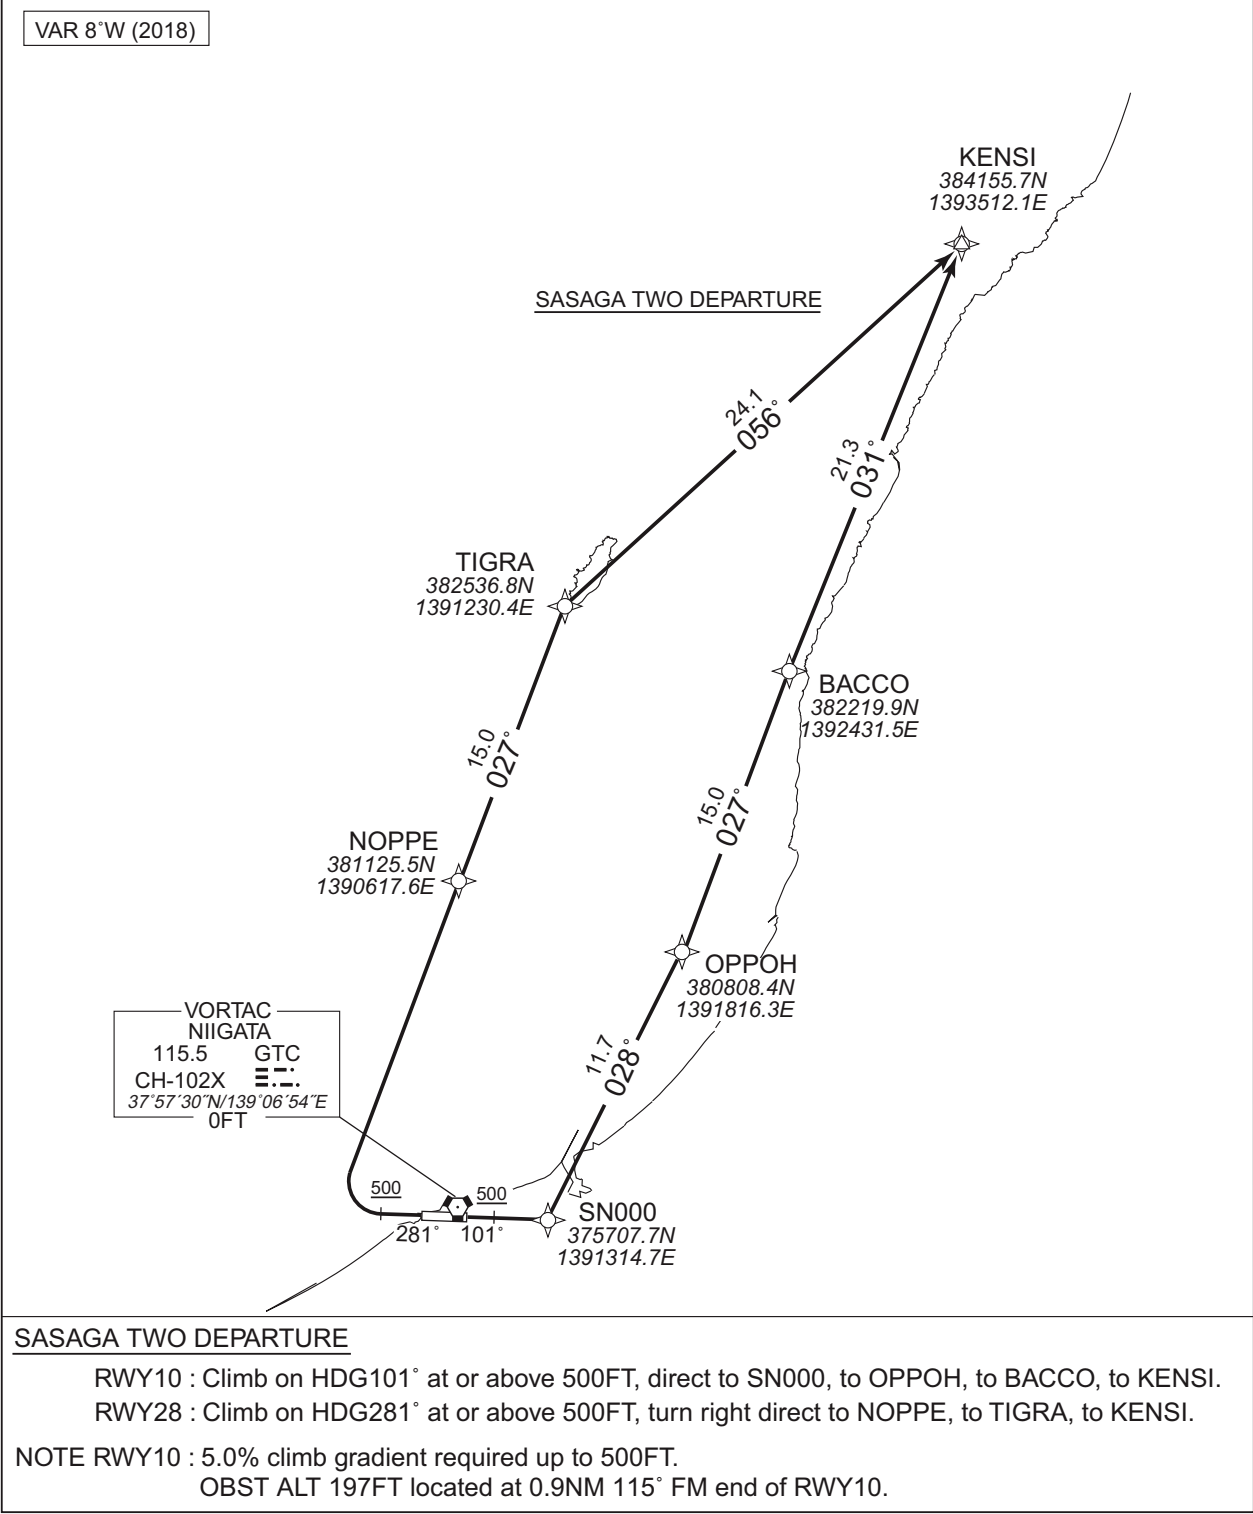 VAR 8˚W (2018)
KENSI
384155.7N
1393512.1E
SASAGA TWO DEPARTURE
24.1
056˚
21.3
031˚
TIGRA
382536.8N
1391230.4E
BACCO
382219.9N
1392431.5E
15.0
027˚
15.0
027˚
NOPPE
381125.5N
1390617.6E
OPPOH
380808.4N
1391816.3E
VORTAC
NIIGATA
115.5 GTC
CH-102X
37˚57´30˝N/139˚06´54˝E
0FT
11.7
028˚
500
500
281˚ 101˚
SN000
375707.7N
1391314.7E
SASAGA TWO DEPARTURE
RWY10 : Climb on HDG101˚ at or above 500FT, direct to SN000, to OPPOH, to BACCO, to KENSI.
RWY28 : Climb on HDG281˚ at or above 500FT, turn right direct to NOPPE, to TIGRA, to KENSI.
NOTE RWY10 : 5.0% climb gradient required up to 500FT.
OBST ALT 197FT located at 0.9NM 115˚ FM end of RWY10.